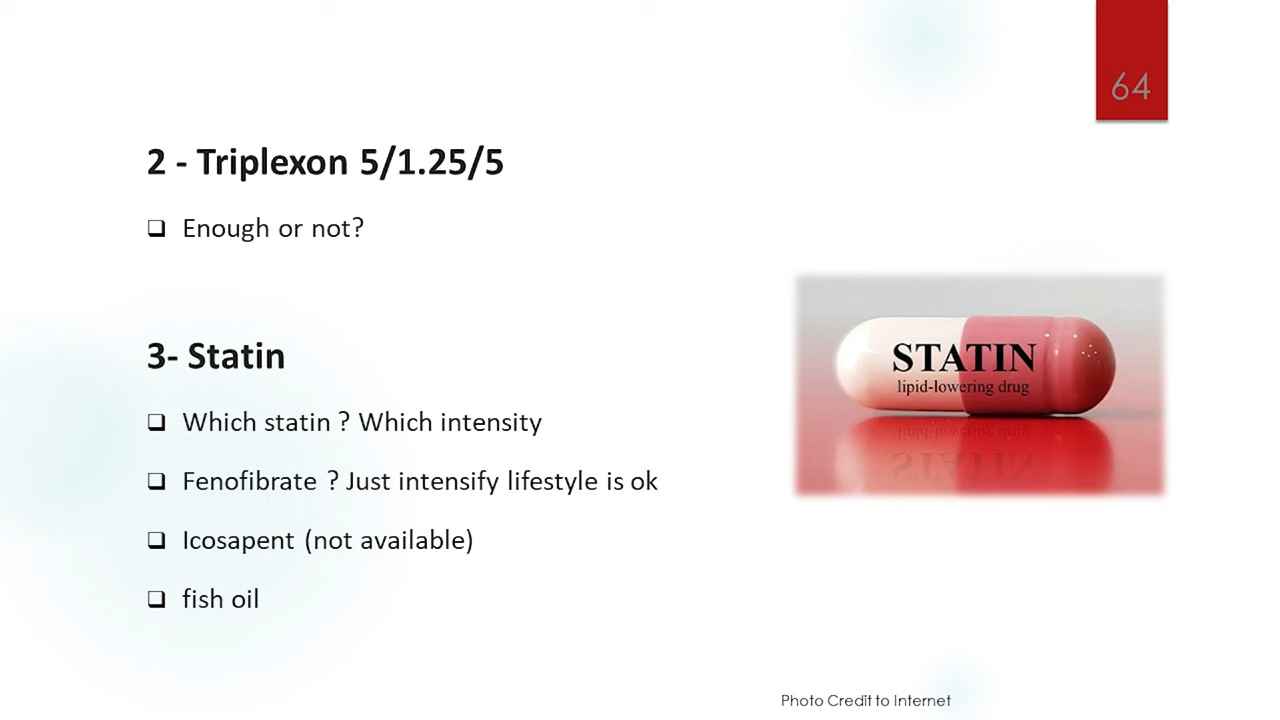 64
2 - Triplexon 5/1.25/5
❑ Enough or not?
3- Statin
❑ Which statin ? Which intensity
❑ Fenofibrate ? Just intensify lifestyle is ok
❑ Icosapent (not available)
❑ fish oil
STATIN
lipid-lowering drug
Photo Credit to Internet